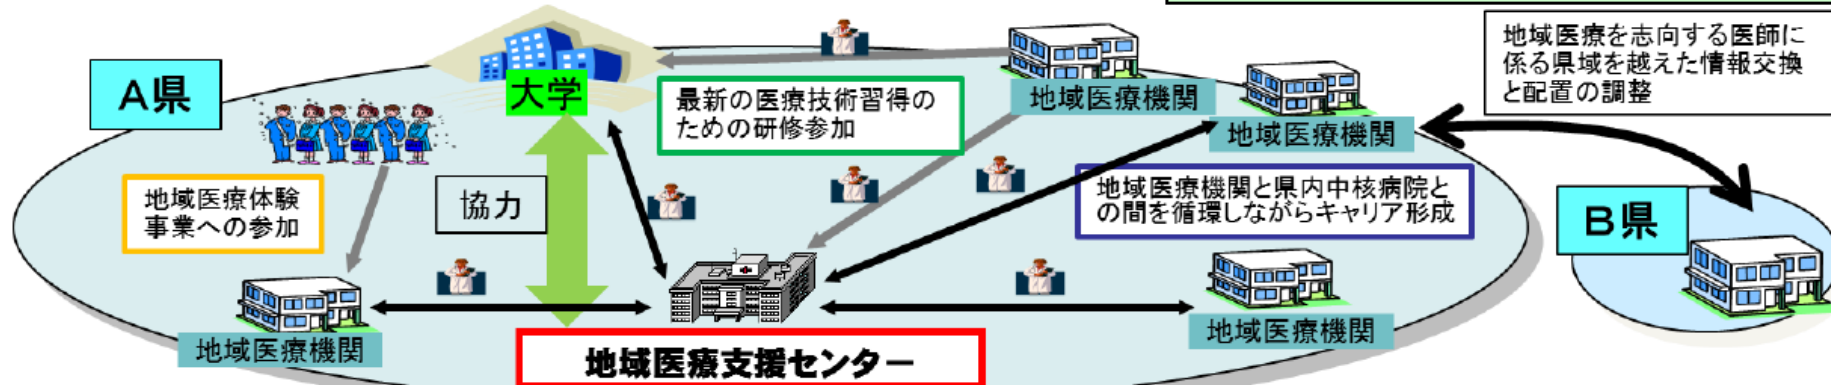 地域医療を志向する医師に
係る県域を越えた情報交換
と配置の調整
A県
大学
最新の医療技術習得の
ための研修参加
地域医療機関
地域医療機関
地域医療体験
事業への参加
協力
地域医療機関と県内中核病院と
の間を循環しながらキャリア形成
B県
地域医療機関
地域医療機関
地域医療支援センター